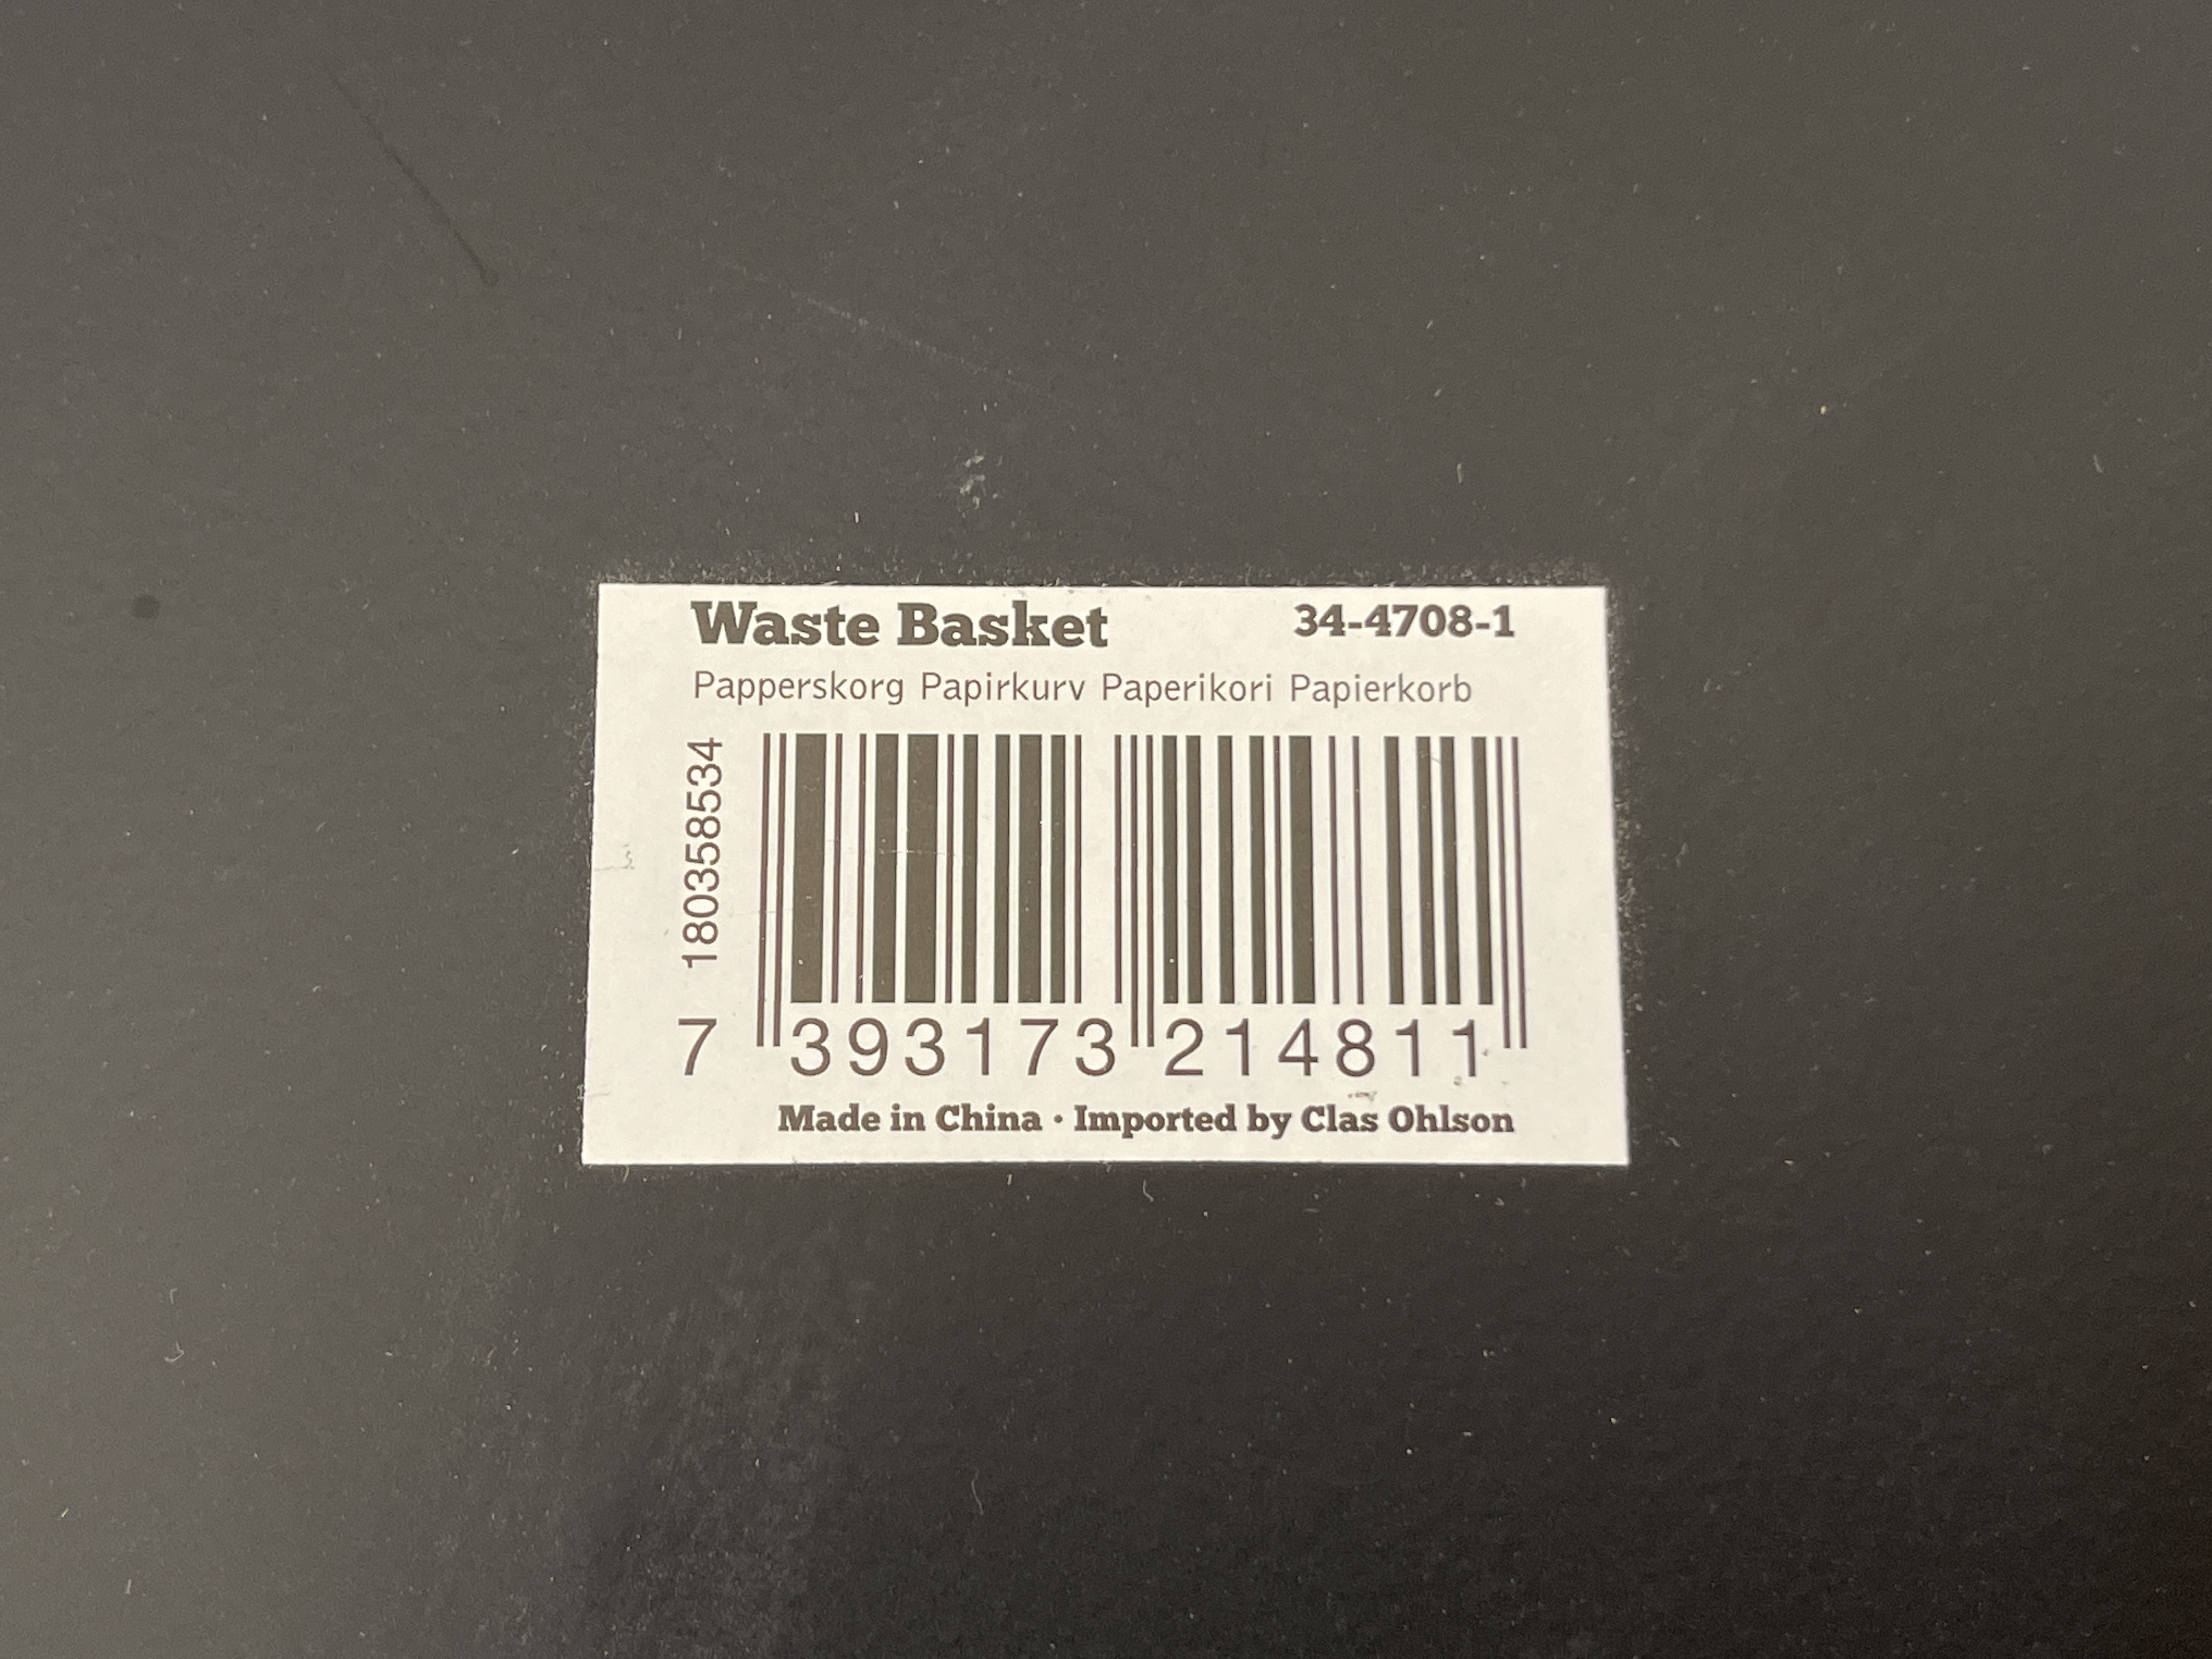 Waste Basket 34-4708-1
Papperskorg Papirkurv Paperikori Papierkorb
180358534
7 393173 214811
Made in China · Imported by Clas Ohlson